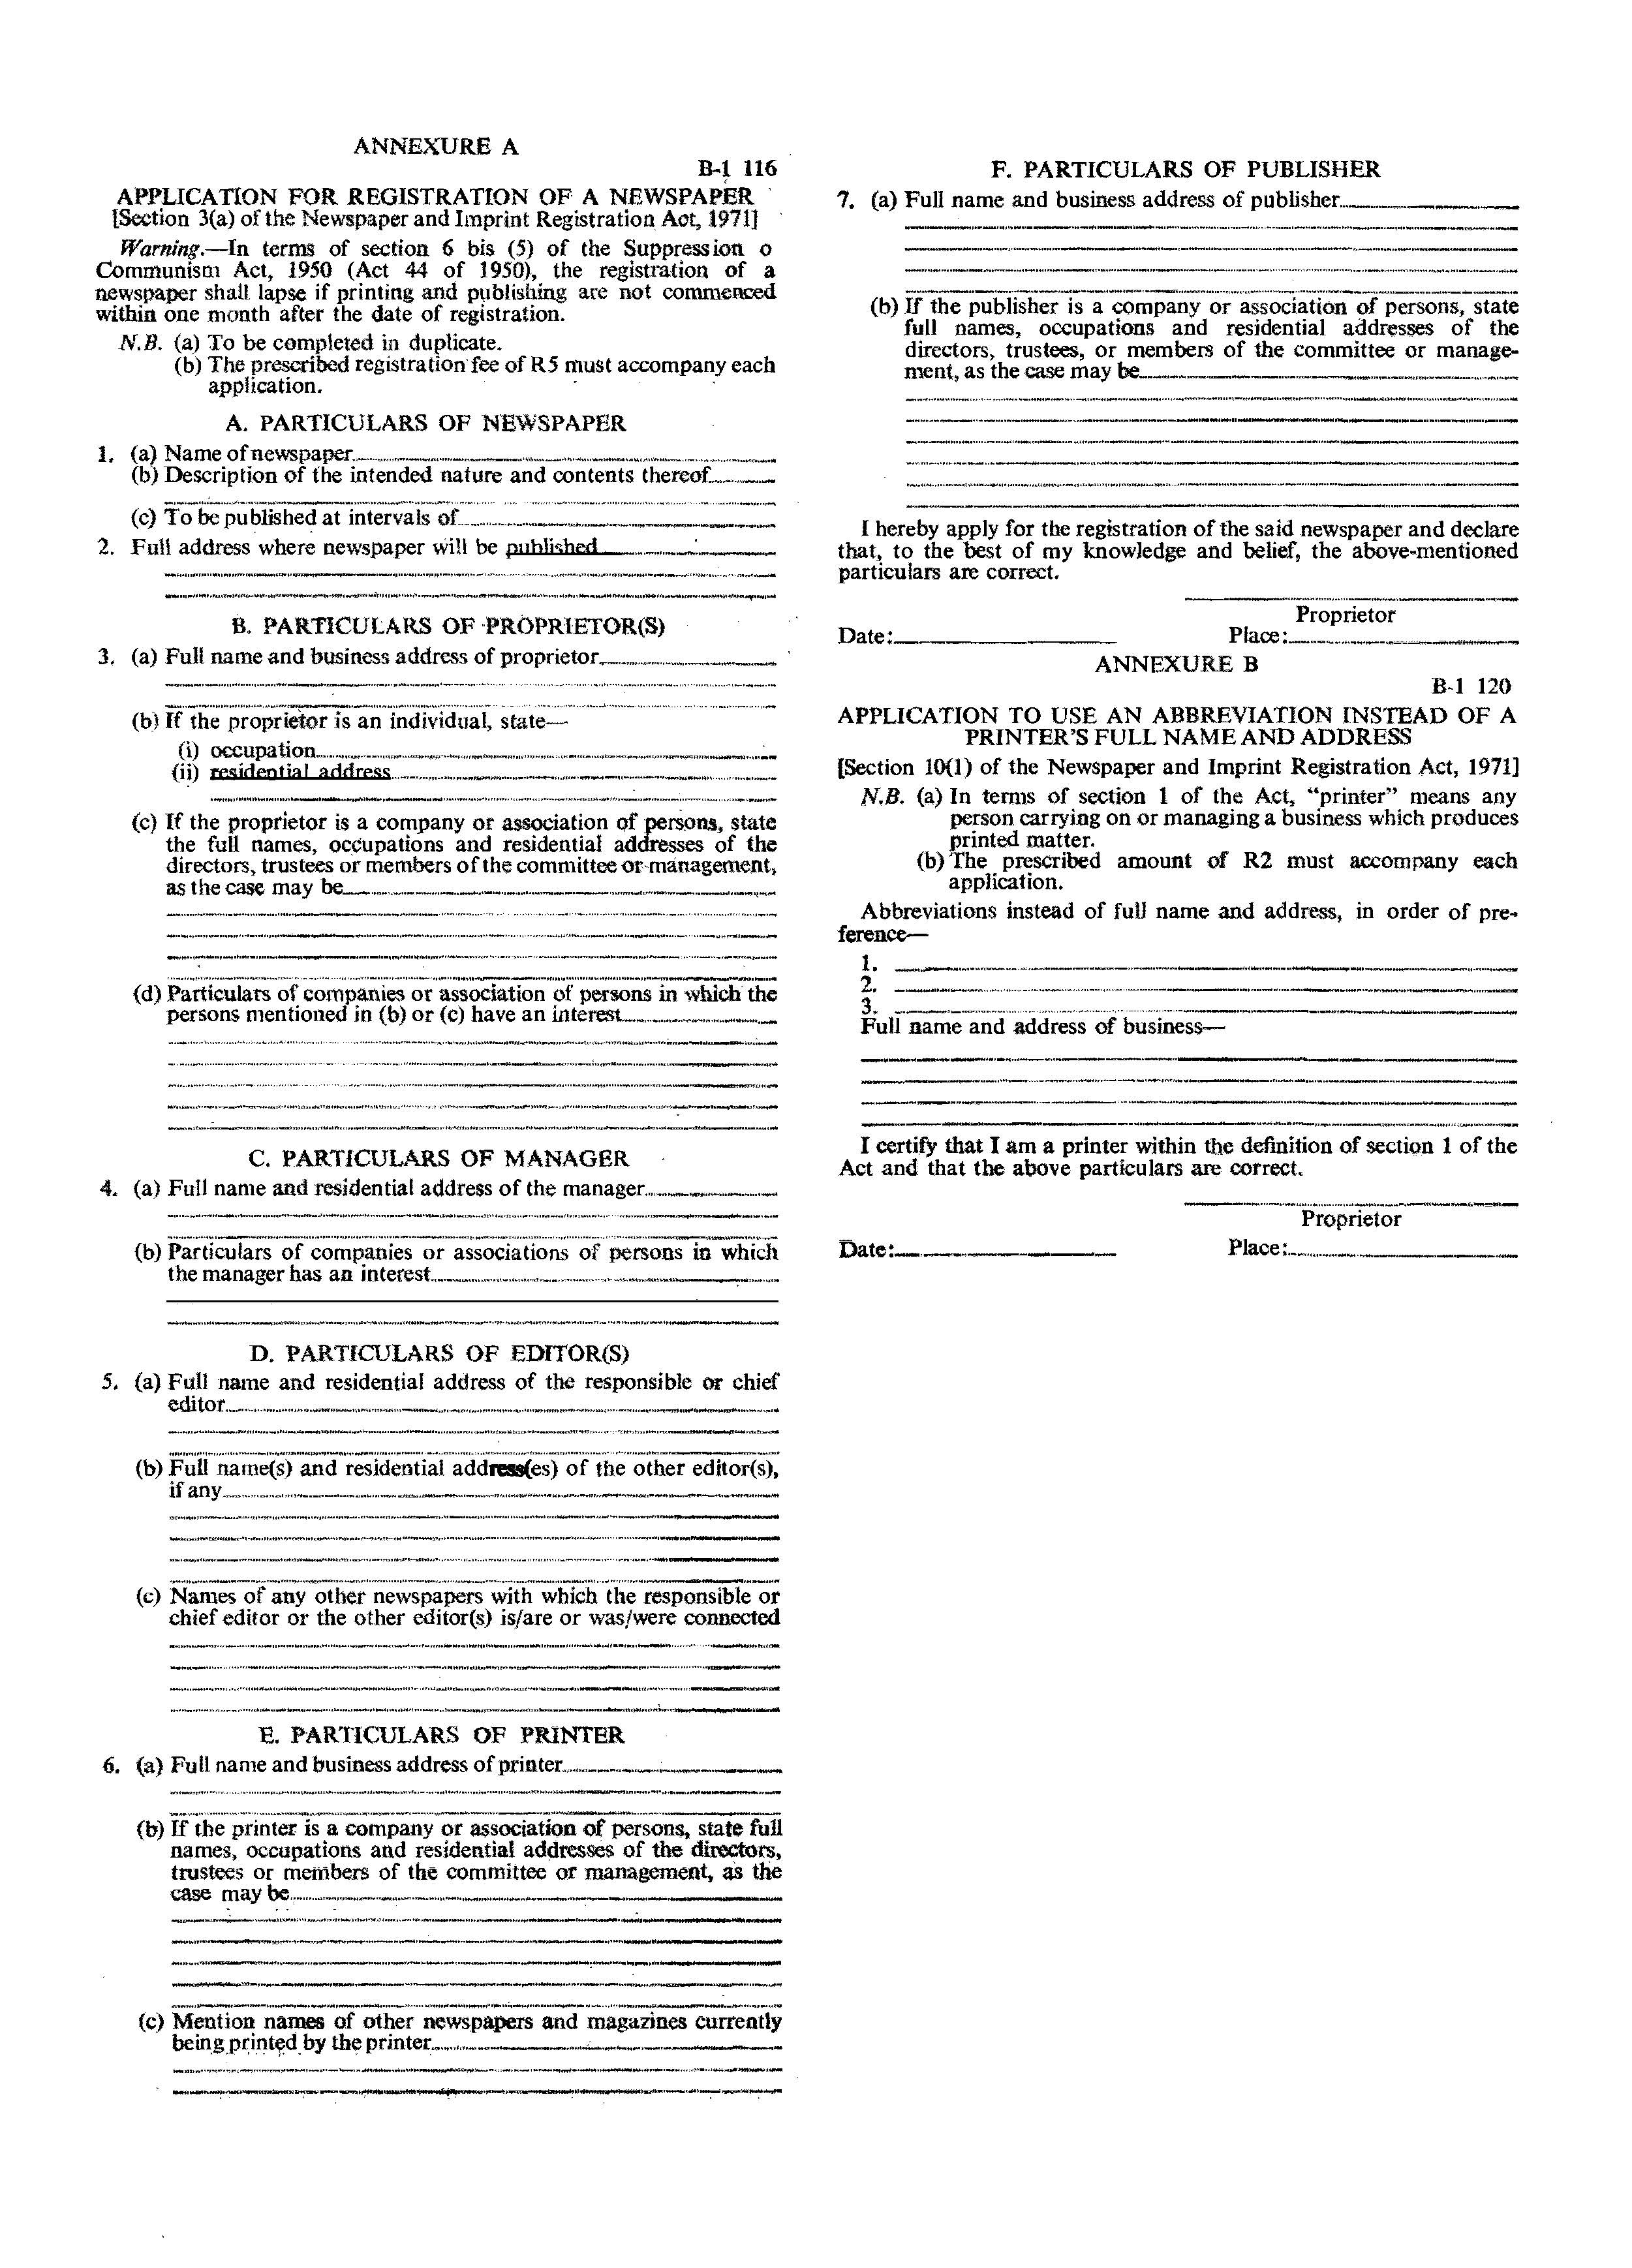 ANNEXURE A
B-1 116
APPLICATION FOR REGISTRATION OF A NEWSPAPER
[Section 3(a) of the Newspaper and Imprint Registration Act, 1971]
Warning.—In terms of section 6 bis (5) of the Suppression o
Communism Act, 1950 (Act 44 of 1950), the registration of a
newspaper shall lapse if printing and publishing are not commenced
within one month after the date of registration.
N.B. (a) To be completed in duplicate.
(b) The prescribed registration fee of R5 must accompany each
application.
A. PARTICULARS OF NEWSPAPER
1. (a) Name of newspaper
(b) Description of the intended nature and contents thereof
(c) To be published at intervals of
2. Full address where newspaper will be published
B. PARTICULARS OF PROPRIETOR(S)
3. (a) Full name and business address of proprietor
(b) If the proprietor is an individual, state—
(i) occupation
(ii) residential address
(c) If the proprietor is a company or association of persons, state
the full names, occupations and residential addresses of the
directors, trustees or members of the committee or management,
as the case may be
(d) Particulars of companies or association of persons in which the
persons mentioned in (b) or (c) have an interest
C. PARTICULARS OF MANAGER
4. (a) Full name and residential address of the manager
(b) Particulars of companies or associations of persons in which
the manager has an interest
D. PARTICULARS OF EDITOR(S)
5. (a) Full name and residential address of the responsible or chief
editor
(b) Full name(s) and residential address(es) of the other editor(s),
if any
(c) Names of any other newspapers with which the responsible or
chief editor or the other editor(s) is/are or was/were connected
E. PARTICULARS OF PRINTER
6. (a) Full name and business address of printer
(b) If the printer is a company or association of persons, state full
names, occupations and residential addresses of the directors,
trustees or members of the committee or management, as the
case may be
(c) Mention names of other newspapers and magazines currently
being printed by the printer
F. PARTICULARS OF PUBLISHER
7. (a) Full name and business address of publisher
(b) If the publisher is a company or association of persons, state
full names, occupations and residential addresses of the
directors, trustees, or members of the committee or manage-
ment, as the case may be
I hereby apply for the registration of the said newspaper and declare
that, to the best of my knowledge and belief, the above-mentioned
particulars are correct.
Proprietor
Date: Place:
ANNEXURE B
B-1 120
APPLICATION TO USE AN ABBREVIATION INSTEAD OF A
PRINTER'S FULL NAME AND ADDRESS
[Section 10(1) of the Newspaper and Imprint Registration Act, 1971]
N.B. (a) In terms of section 1 of the Act, “printer” means any
person carrying on or managing a business which produces
printed matter.
(b) The prescribed amount of R2 must accompany each
application.
Abbreviations instead of full name and address, in order of pre-
ference—
1.
2.
3.
Full name and address of business—
I certify that I am a printer within the definition of section 1 of the
Act and that the above particulars are correct.
Proprietor
Date: Place: